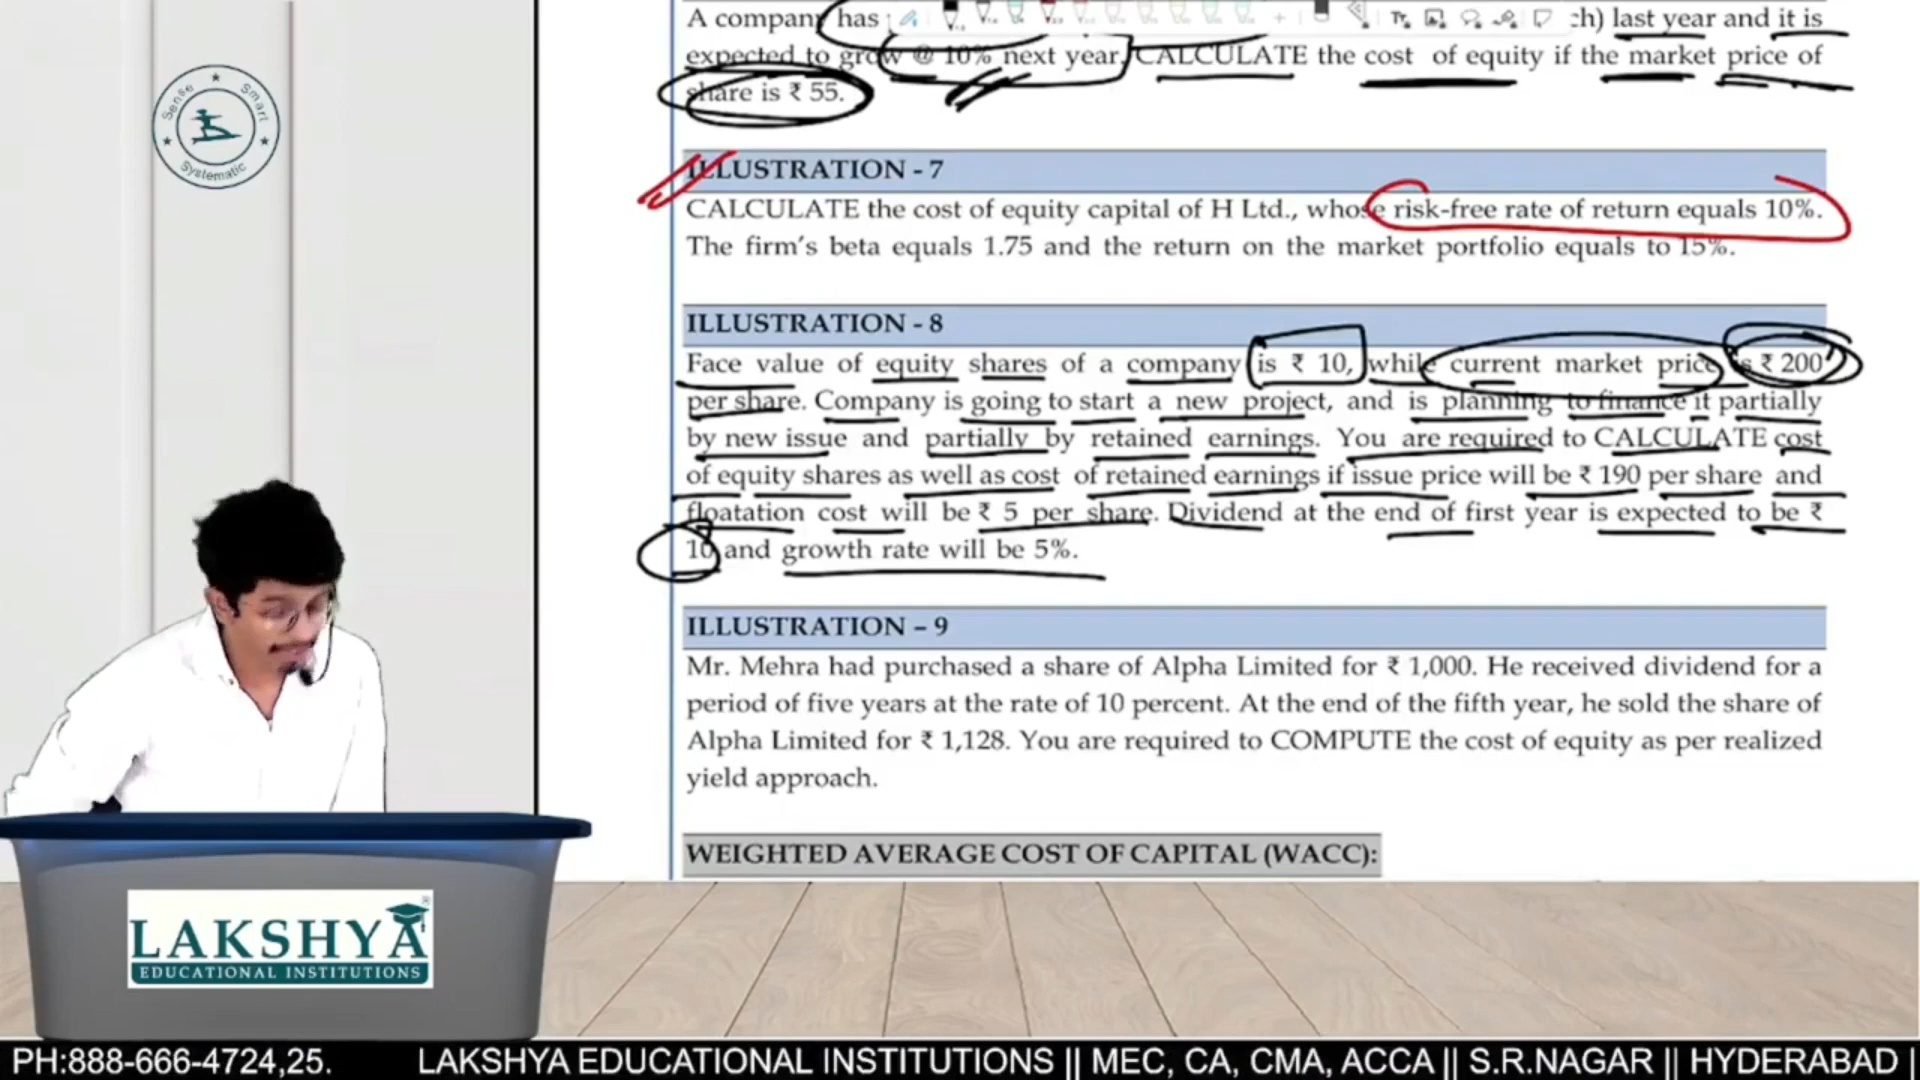 A company has
ch) last year and it is
expected to grow @ 10% next year. CALCULATE the cost of equity if the market price of
share is ₹ 55.
Sense Smart Systematic
ILLUSTRATION - 7
CALCULATE the cost of equity capital of H Ltd., whose risk-free rate of return equals 10%.
The firm's beta equals 1.75 and the return on the market portfolio equals to 15%.
ILLUSTRATION - 8
Face value of equity shares of a company is ₹ 10, while current market price is ₹ 200
per share. Company is going to start a new project, and is planning to finance it partially
by new issue and partially by retained earnings. You are required to CALCULATE cost
of equity shares as well as cost of retained earnings if issue price will be ₹ 190 per share and
floatation cost will be ₹ 5 per share. Dividend at the end of first year is expected to be ₹
10 and growth rate will be 5%.
ILLUSTRATION – 9
Mr. Mehra had purchased a share of Alpha Limited for ₹ 1,000. He received dividend for a
period of five years at the rate of 10 percent. At the end of the fifth year, he sold the share of
Alpha Limited for ₹ 1,128. You are required to COMPUTE the cost of equity as per realized
yield approach.
WEIGHTED AVERAGE COST OF CAPITAL (WACC):
LAKSHYA
EDUCATIONAL INSTITUTIONS
PH:888-666-4724,25. LAKSHYA EDUCATIONAL INSTITUTIONS || MEC, CA, CMA, ACCA || S.R.NAGAR || HYDERABAD |